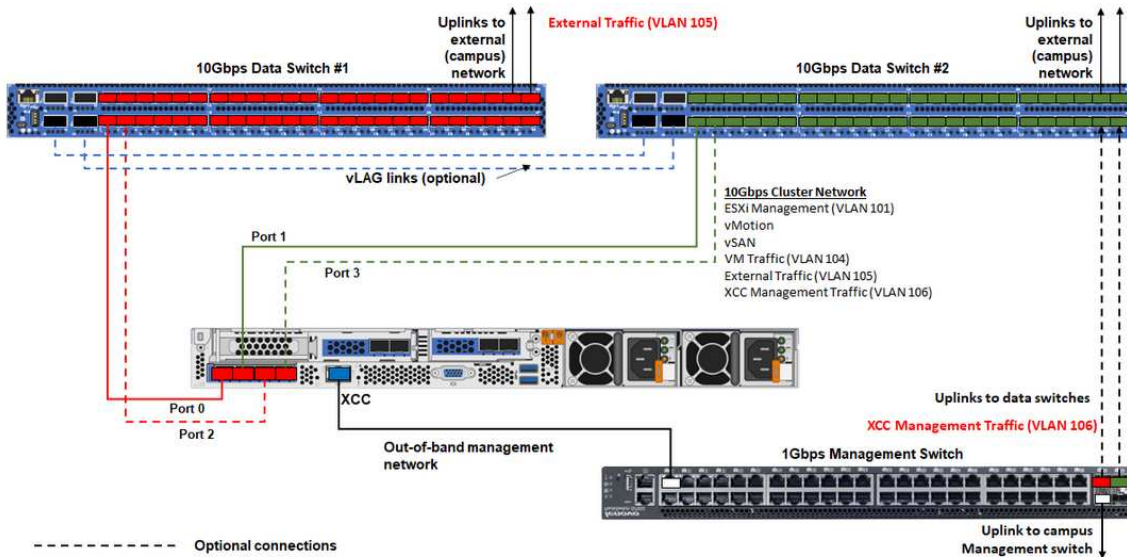 Uplinks to
external
(campus)
network
External Traffic (VLAN 105)
Uplinks to
external
(campus)
network
10Gbps Data Switch #1
10Gbps Data Switch #2
vLAG links (optional)
10Gbps Cluster Network
ESXi Management (VLAN 101)
vMotion
vSAN
VM Traffic (VLAN 104)
External Traffic (VLAN 105)
XCC Management Traffic (VLAN 106)
Port 1
Port 3
XCC
Port 0
Port 2
Out-of-band management
network
Uplinks to data switches
XCC Management Traffic (VLAN 106)
1Gbps Management Switch
Uplink to campus
Management switch
Optional connections